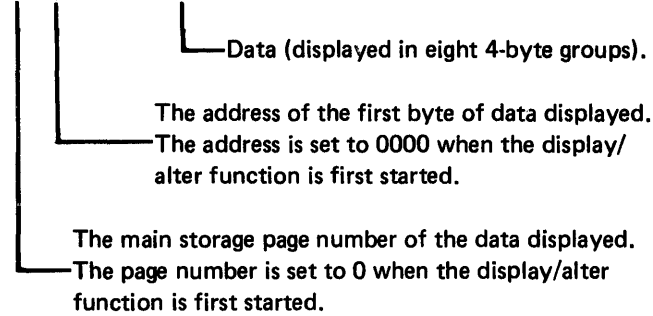 Data (displayed in eight 4-byte groups).
The address of the first byte of data displayed.
The address is set to 0000 when the display/
alter function is first started.
The main storage page number of the data displayed.
The page number is set to 0 when the display/alter
function is first started.